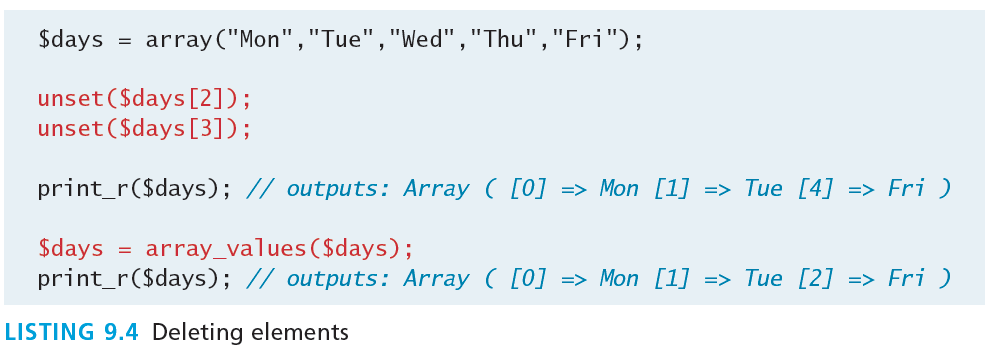 $days = array("Mon","Tue","Wed","Thu","Fri");
unset($days[2]);
unset($days[3]);
print_r($days); // outputs: Array ( [0] => Mon [1] => Tue [4] => Fri )
$days = array_values($days);
print_r($days); // outputs: Array ( [0] => Mon [1] => Tue [2] => Fri )
LISTING 9.4 Deleting elements